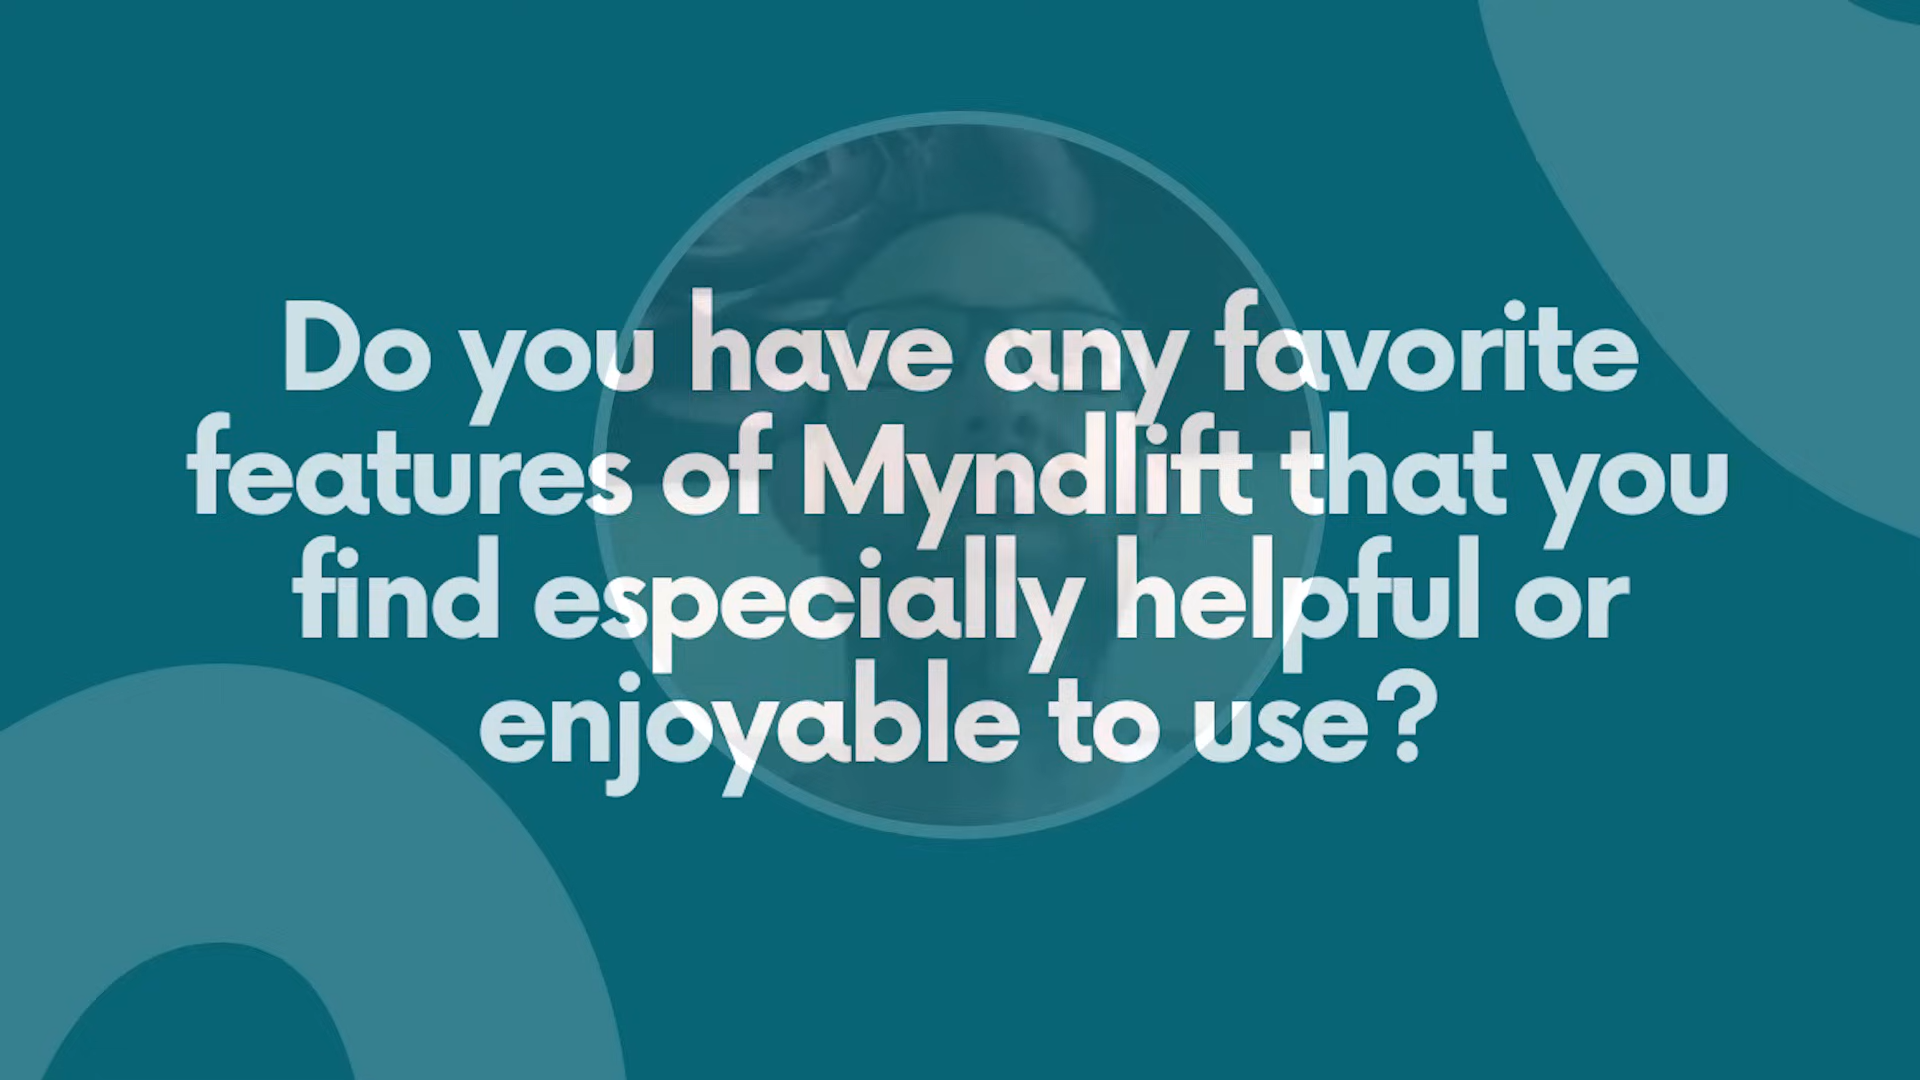 Do you have any favorite
features of Myndlift that you
find especially helpful or
enjoyable to use?